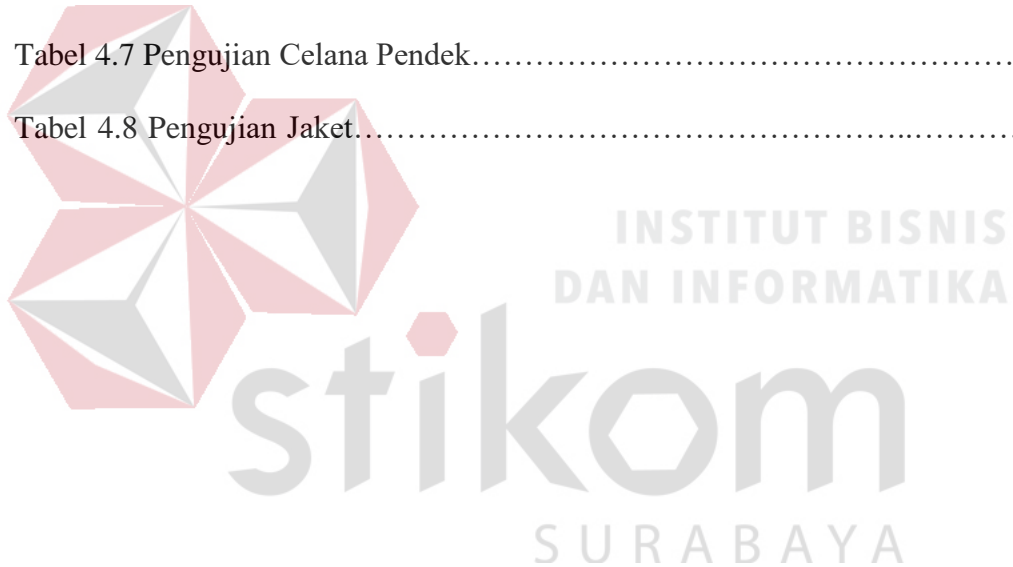 Tabel 4.7 Pengujian Celana Pendek……………………………………………
Tabel 4.8 Pengujian Jaket……………………………………………..………
INSTITUT BISNIS
DAN INFORMATIKA
stikom
SURABAYA